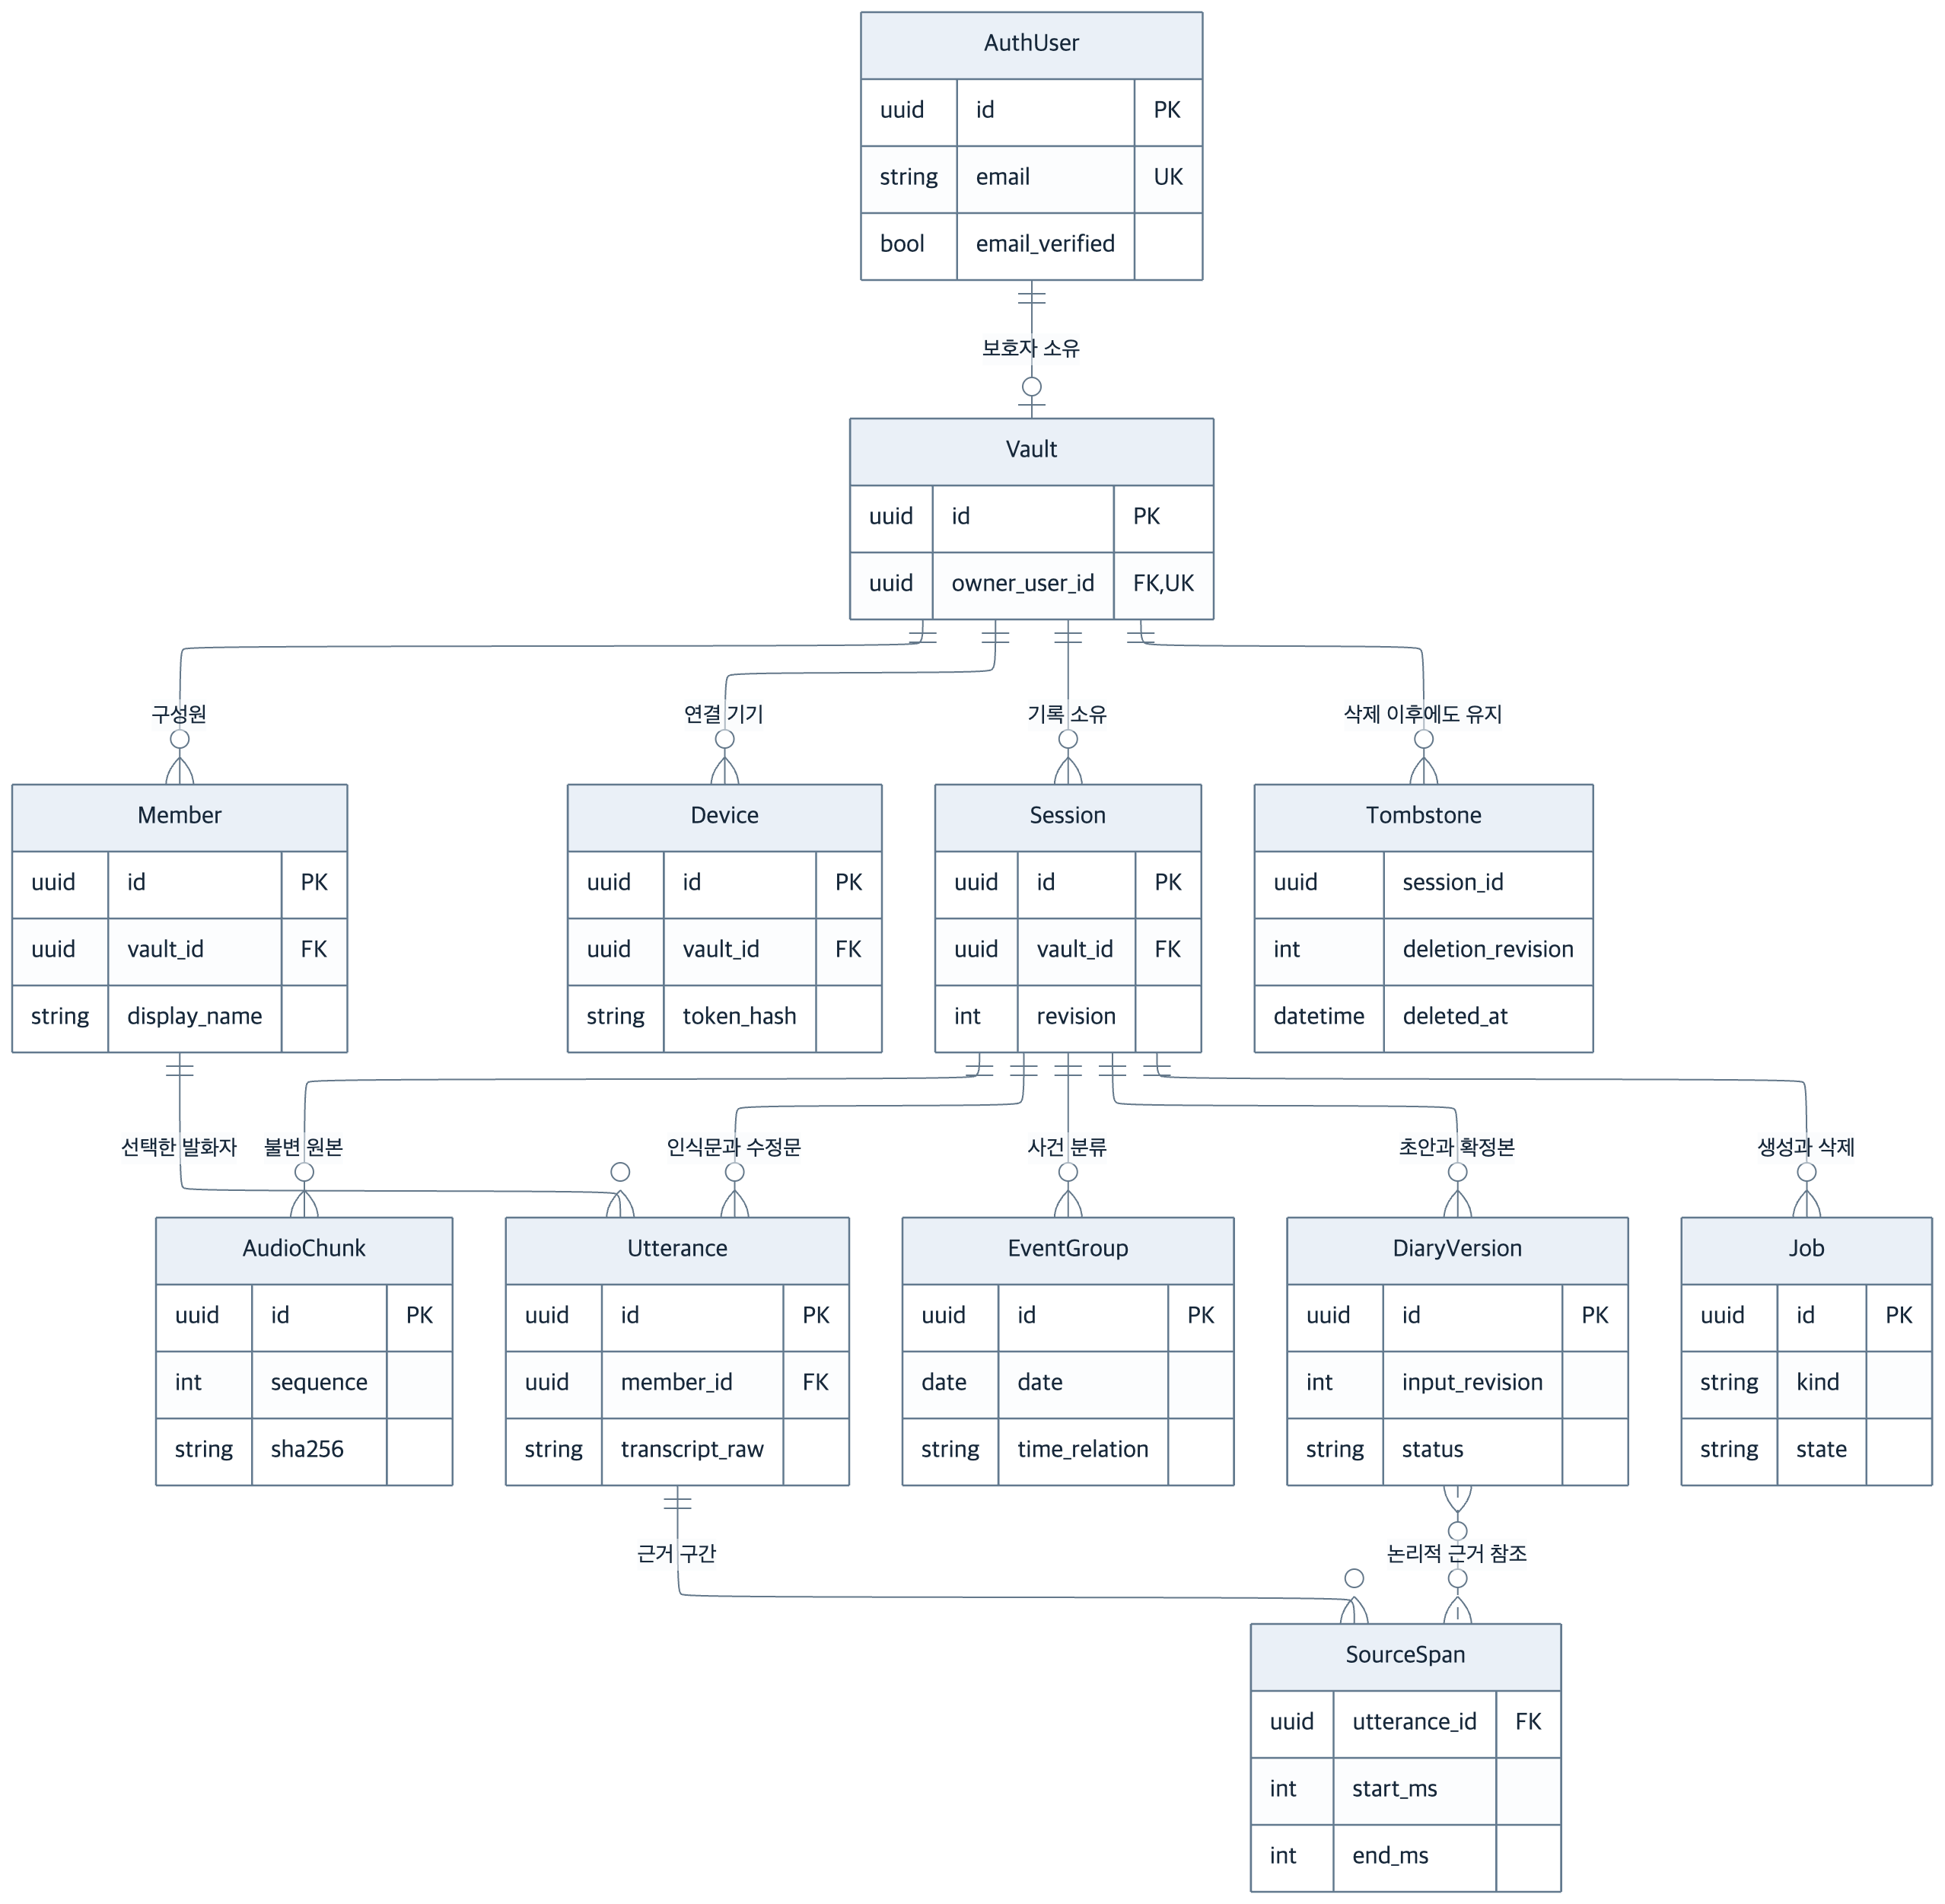 AuthUser
uuid id PK
string email UK
bool email_verified
보호자 소유
Vault
uuid id PK
uuid owner_user_id FK,UK
구성원 연결 기기 기록 소유 삭제 이후에도 유지
Member
uuid id PK
uuid vault_id FK
string display_name
Device
uuid id PK
uuid vault_id FK
string token_hash
Session
uuid id PK
uuid vault_id FK
int revision
Tombstone
uuid session_id
int deletion_revision
datetime deleted_at
선택한 발화자 불변 원본 인식문과 수정문 사건 분류 초안과 확정본 생성과 삭제
AudioChunk
uuid id PK
int sequence
string sha256
Utterance
uuid id PK
uuid member_id FK
string transcript_raw
EventGroup
uuid id PK
date date
string time_relation
DiaryVersion
uuid id PK
int input_revision
string status
Job
uuid id PK
string kind
string state
근거 구간 논리적 근거 참조
SourceSpan
uuid utterance_id FK
int start_ms
int end_ms